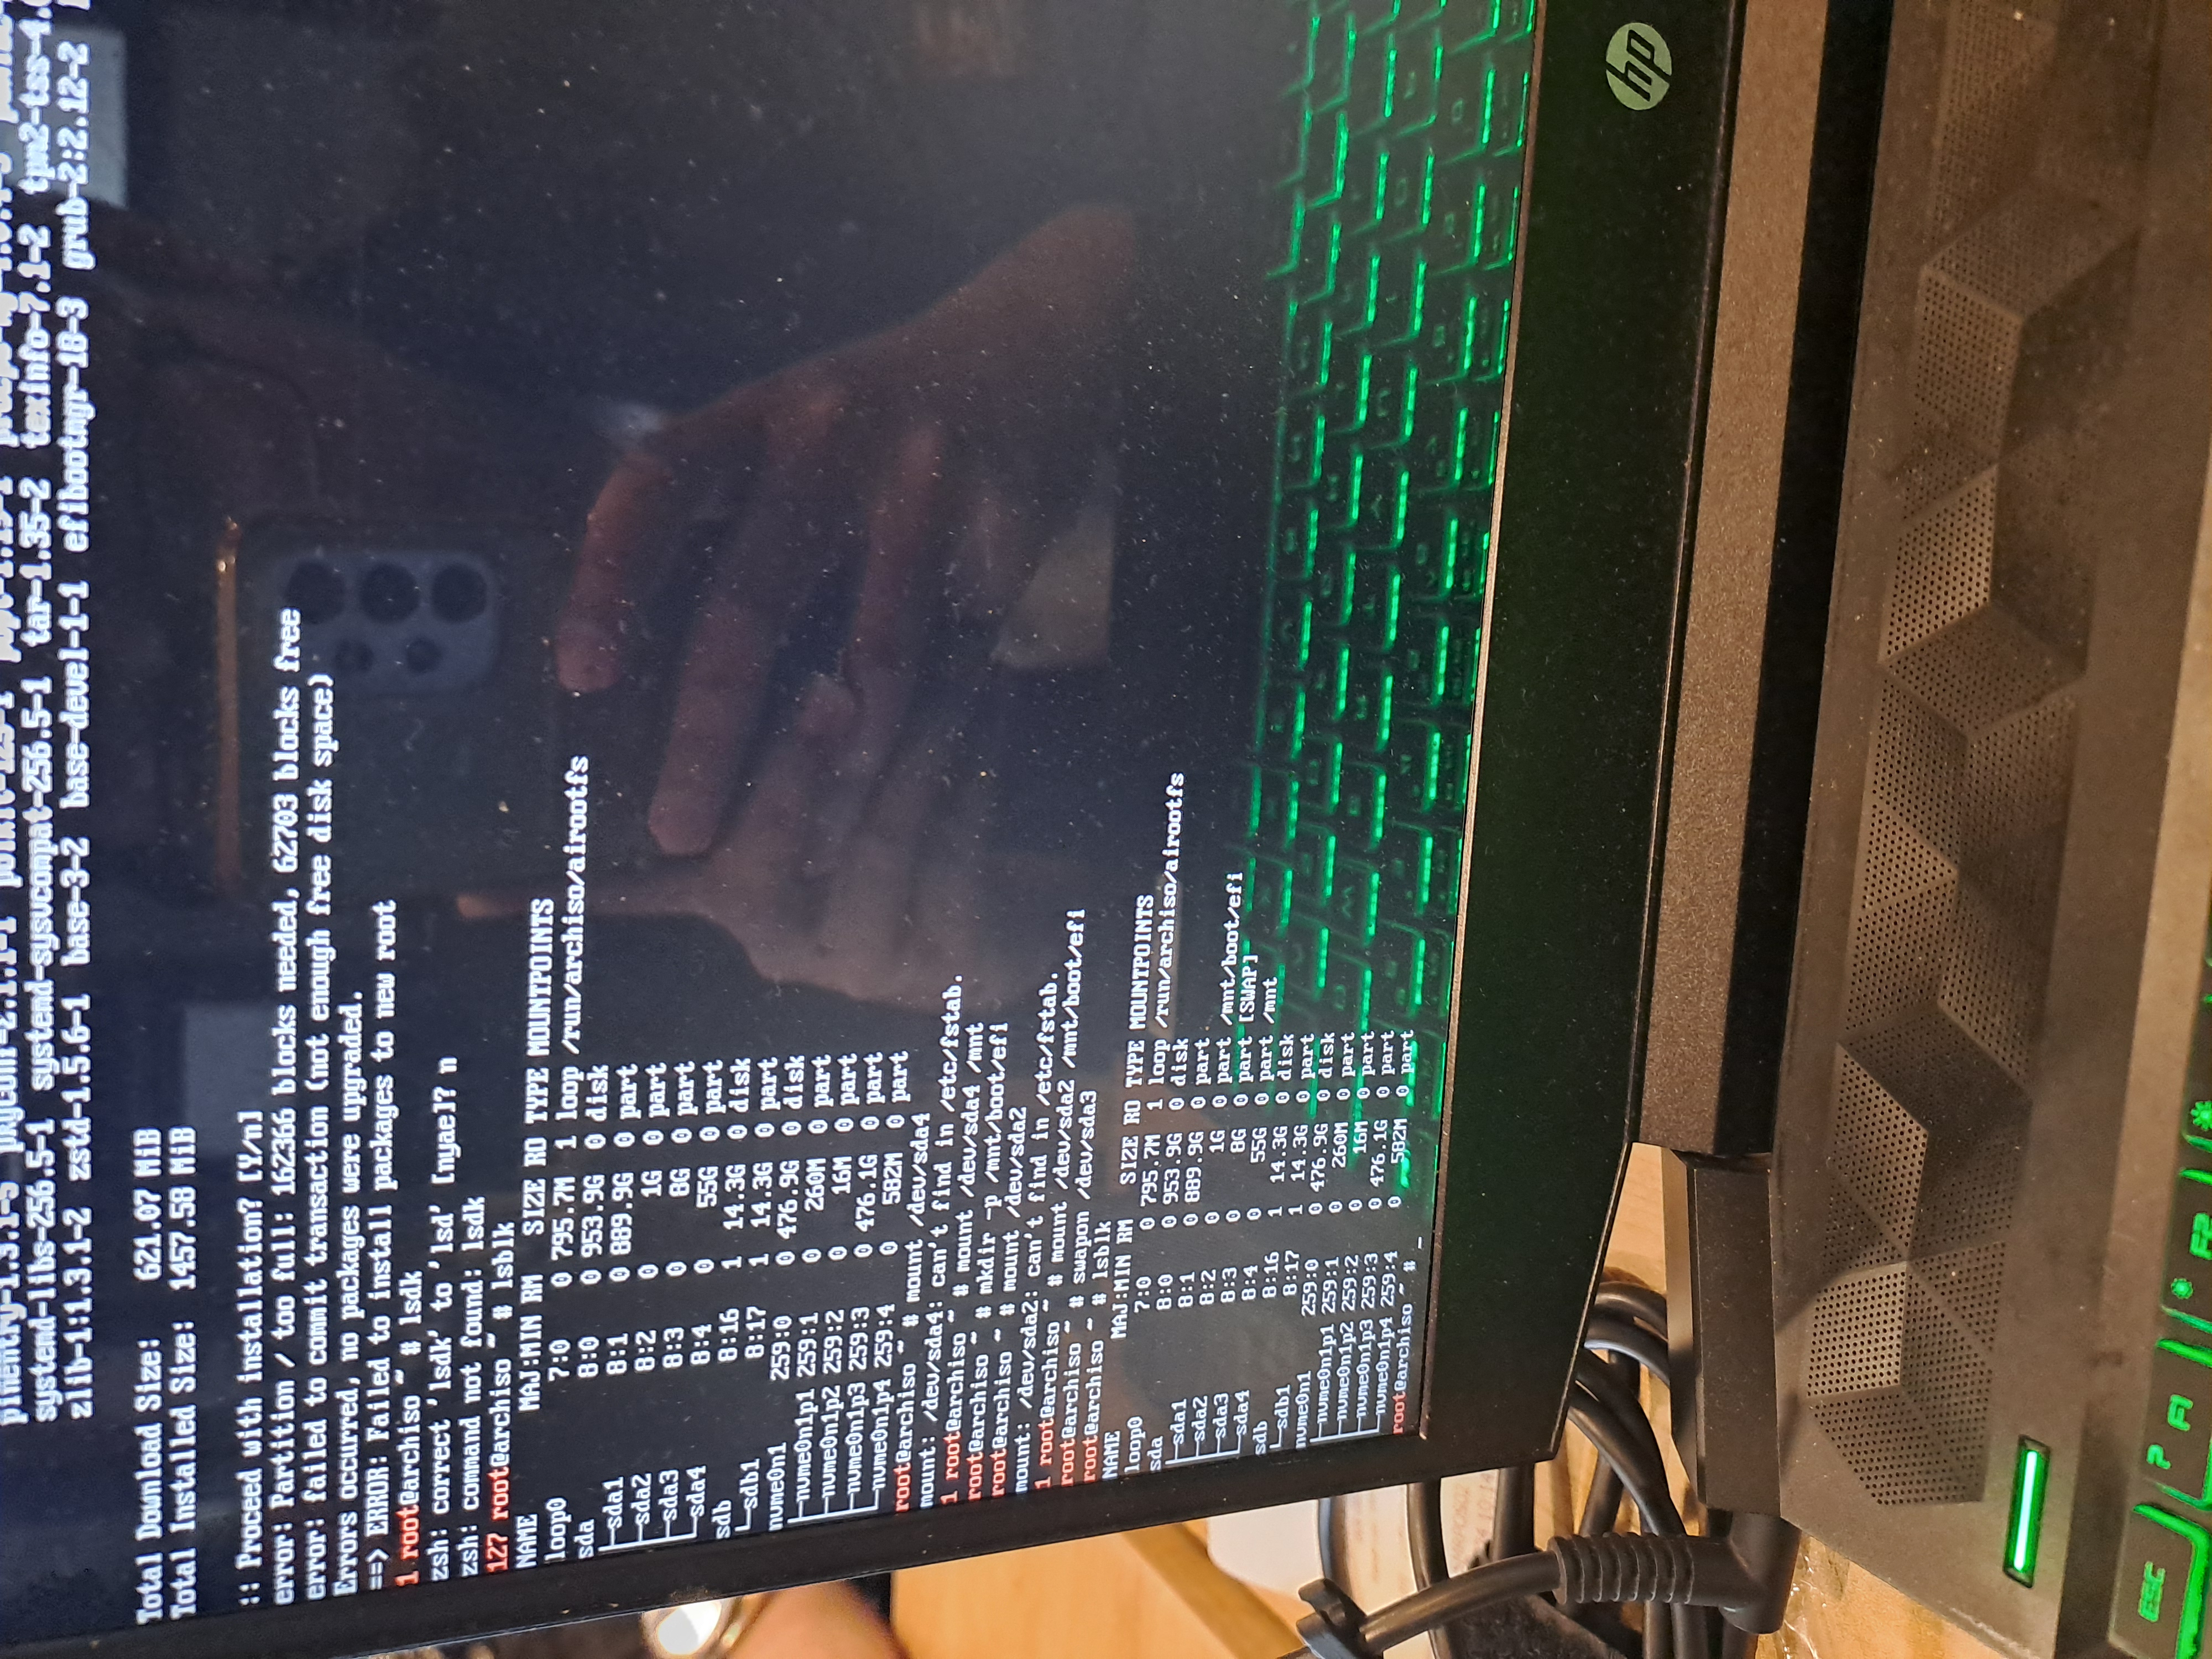 systemd-libs-256.5-1 systemd-sysvcompat-256.5-1 tar-1.35-2 texinfo-7.1-2
zlib-1:1.3.1-2 zstd-1.5.6-1 base-3-2 base-devel-1-1 efibootmgr-18-3 grub-2:2.12-2
Total Download Size: 621.07 MiB
Total Installed Size: 1457.58 MiB
:: Proceed with installation? [Y/n]
error: Partition / too full: 162366 blocks needed, 62703 blocks free
error: failed to commit transaction (not enough free disk space)
Errors occurred, no packages were upgraded.
==> ERROR: Failed to install packages to new root
1 root@archiso ~ # lsdk
zsh: correct 'lsdk' to 'lsd' [nyae]? n
zsh: command not found: lsdk
127 root@archiso ~ # lsblk
NAME MAJ:MIN RM SIZE RO TYPE MOUNTPOINTS
loop0 7:0 0 795.7M 1 loop /run/archiso/airootfs
sda 8:0 0 953.9G 0 disk
├─sda1 8:1 0 889.9G 0 part
├─sda2 8:2 0 1G 0 part
├─sda3 8:3 0 8G 0 part
└─sda4 8:4 0 55G 0 part
sdb 8:16 1 14.3G 0 disk
└─sdb1 8:17 1 14.3G 0 part
nvme0n1 259:0 0 476.9G 0 disk
├─nvme0n1p1 259:1 0 260M 0 part
├─nvme0n1p2 259:2 0 16M 0 part
├─nvme0n1p3 259:3 0 476.1G 0 part
└─nvme0n1p4 259:4 0 582M 0 part
root@archiso ~ # mount /dev/sda4
mount: /dev/sda4: can't find in /etc/fstab.
1 root@archiso ~ # mount /dev/sda4 /mnt
root@archiso ~ # mkdir -p /mnt/boot/efi
root@archiso ~ # mount /dev/sda2
mount: /dev/sda2: can't find in /etc/fstab.
1 root@archiso ~ # mount /dev/sda2 /mnt/boot/efi
root@archiso ~ # swapon /dev/sda3
root@archiso ~ # lsblk
NAME MAJ:MIN RM SIZE RO TYPE MOUNTPOINTS
loop0 7:0 0 795.7M 1 loop /run/archiso/airootfs
sda 8:0 0 953.9G 0 disk
├─sda1 8:1 0 889.9G 0 part
├─sda2 8:2 0 1G 0 part /mnt/boot/efi
├─sda3 8:3 0 8G 0 part [SWAP]
└─sda4 8:4 0 55G 0 part /mnt
sdb 8:16 1 14.3G 0 disk
└─sdb1 8:17 1 14.3G 0 part
nvme0n1 259:0 0 476.9G 0 disk
├─nvme0n1p1 259:1 0 260M 0 part
├─nvme0n1p2 259:2 0 16M 0 part
├─nvme0n1p3 259:3 0 476.1G 0 part
└─nvme0n1p4 259:4 0 582M 0 part
root@archiso ~ # _
hp
ESC
? F1
F2